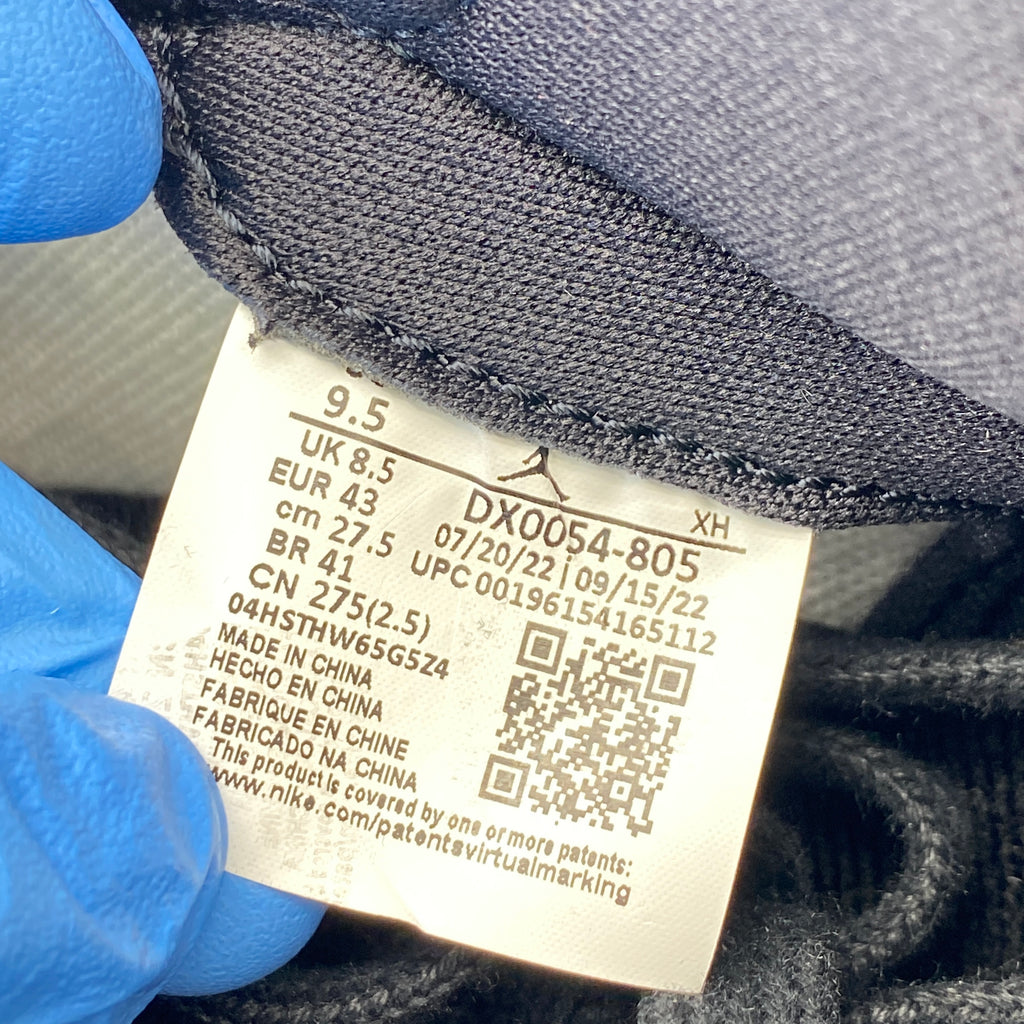 9.5
UK 8.5
EUR 43
cm 27.5
BR 41
CN 275(2.5)
04HSTHW65G5Z4
MADE IN CHINA
HECHO EN CHINA
FABRIQUE EN CHINE
FABRICADO NA CHINA
This product is covered by one or more patents:
www.nike.com/patentsvirtualmarking
XH
DX0054-805
07/20/22 | 09/15/22
UPC 00196154165112